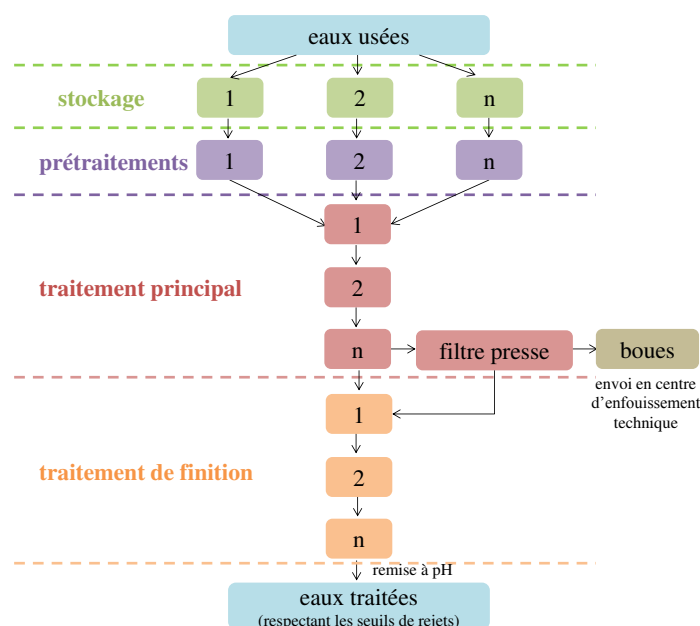 eaux usées
stockage 1 2 n
prétraitements 1 2 n
1
traitement principal 2
n filtre presse boues
envoi en centre
d'enfouissement
technique
1
traitement de finition 2
n
remise à pH
eaux traitées
(respectant les seuils de rejets)